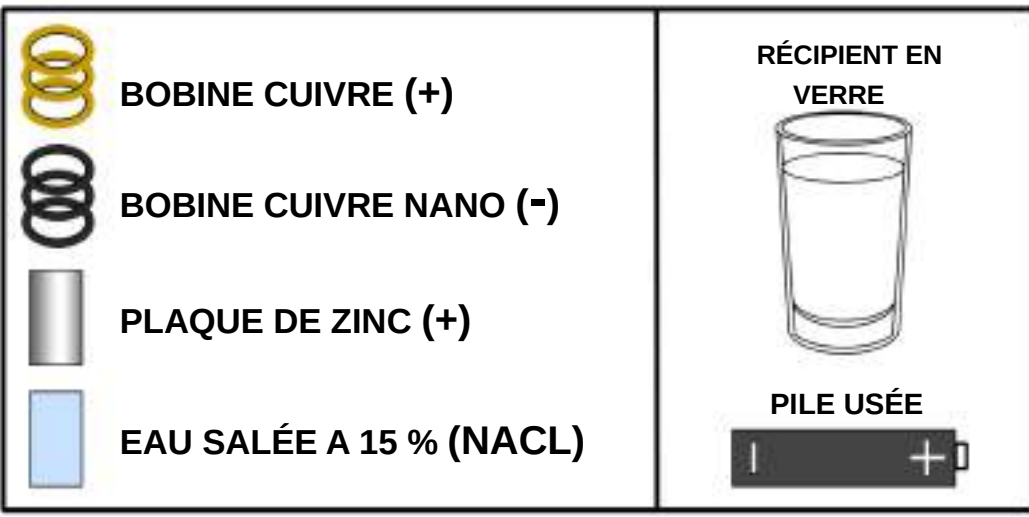 BOBINE CUIVRE (+)
BOBINE CUIVRE NANO (-)
PLAQUE DE ZINC (+)
EAU SALÉE A 15 % (NACL)
RÉCIPIENT EN
VERRE
PILE USÉE
- +